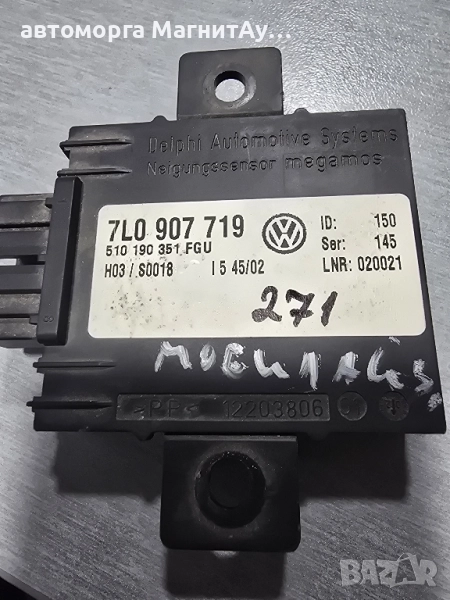 автоморга МагнитАу...
Delphi Automotive Systems
Neigungssensor megamos
7L0 907 719
510 190 351 FGU
H03 / S0018 I 5 45/02
ID: 150
Ser: 145
LNR: 020021
271
12203806
BAZAR